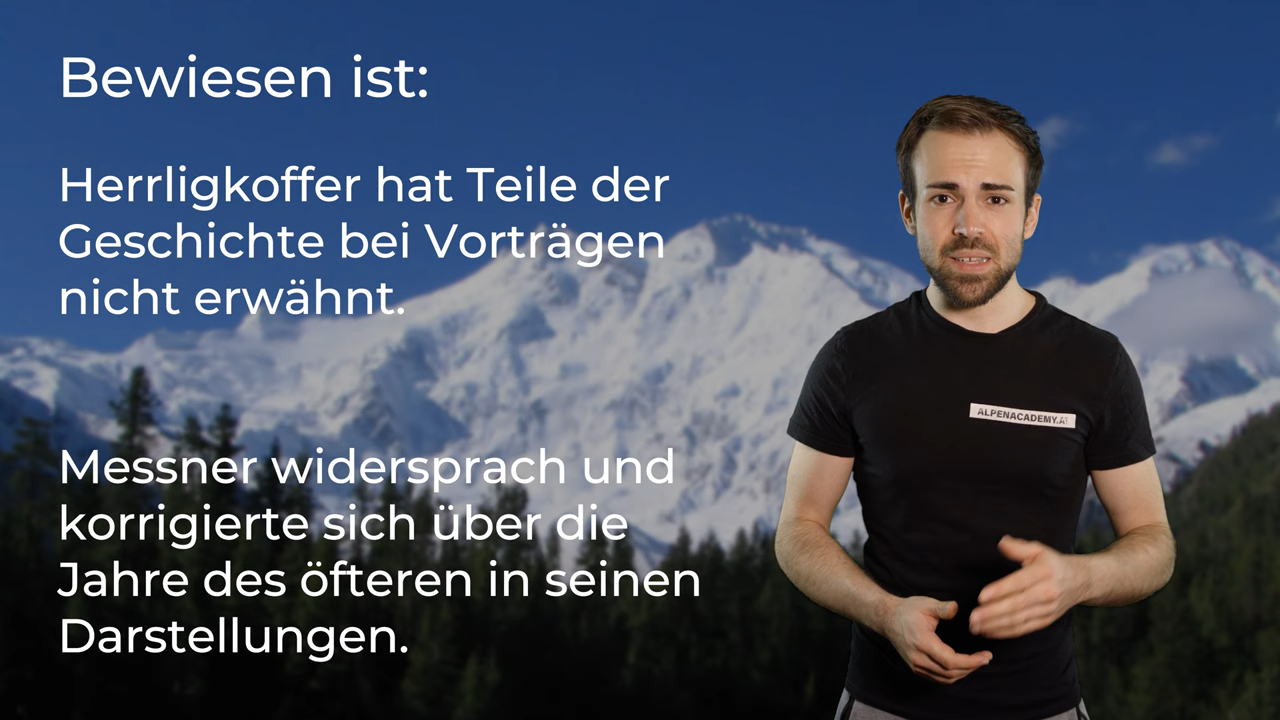 Bewiesen ist:
Herrligkoffer hat Teile der
Geschichte bei Vorträgen
nicht erwähnt.
Messner widersprach und
korrigierte sich über die
Jahre des öfteren in seinen
Darstellungen.
ALPENACADEMY.AT